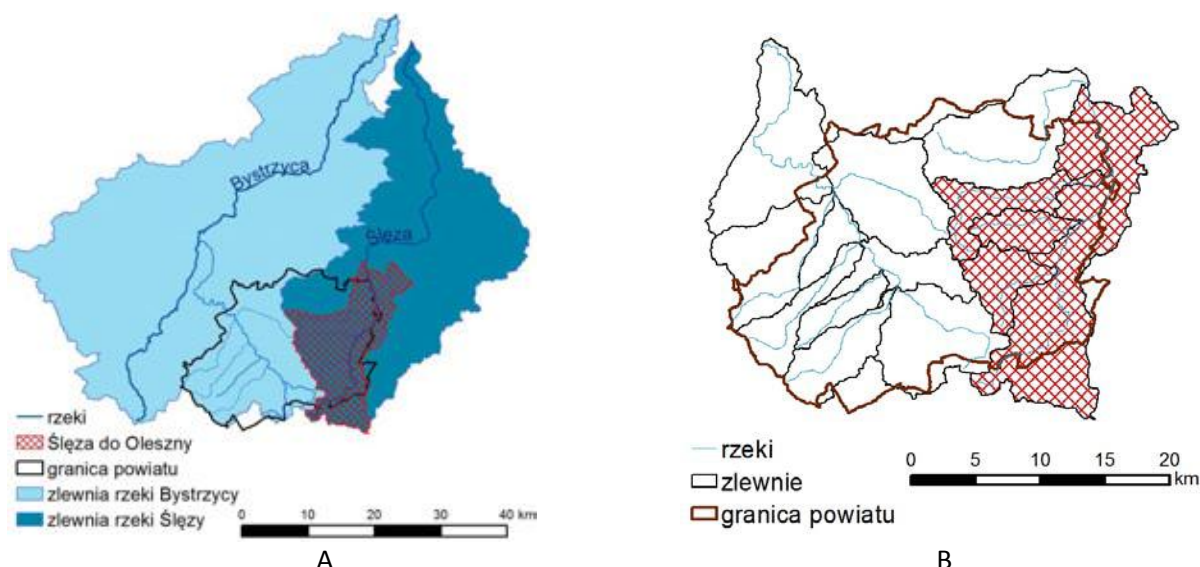 Bystrzyca
Ślęza
rzeki
Ślęza do Oleszny
granica powiatu
zlewnia rzeki Bystrzycy
zlewnia rzeki Ślęzy
0 10 20 30 40 km
A
rzeki
zlewnie
granica powiatu
0 5 10 15 20
km
B